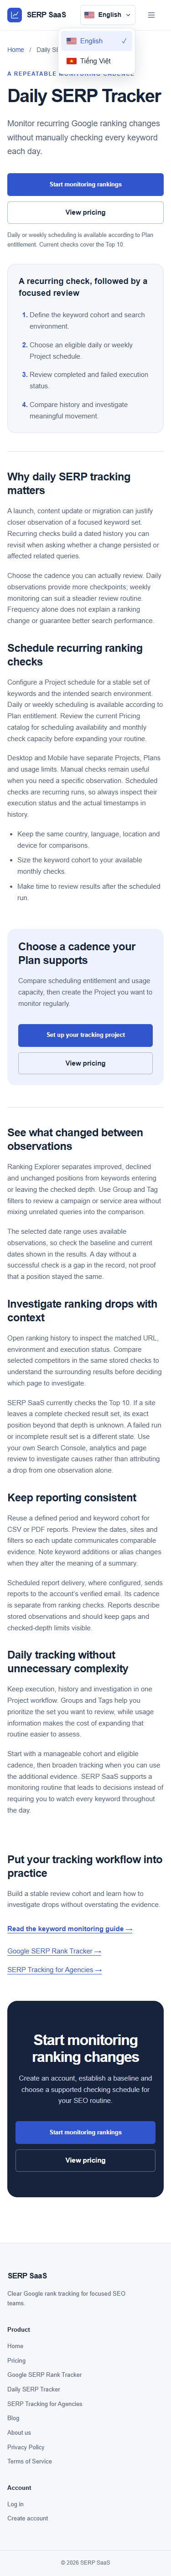 SERP SaaS
English
English ✓
Tiếng Việt
Home / Daily
A REPEATABLE MONITORING CADENCE
Daily SERP Tracker
Monitor recurring Google ranking changes
without manually checking every keyword
each day.
Start monitoring rankings
View pricing
Daily or weekly scheduling is available according to Plan
entitlement. Current checks cover the Top 10.
A recurring check, followed by a
focused review
1. Define the keyword cohort and search
environment.
2. Choose an eligible daily or weekly
Project schedule.
3. Review completed and failed execution
status.
4. Compare history and investigate
meaningful movement.
Why daily SERP tracking
matters
A launch, content update or migration can justify
closer observation of a focused keyword set.
Recurring checks build a dated history you can
revisit when assessing whether a change persisted or
affected related queries.
Choose the cadence you can actually review. Daily
observations provide more checkpoints; weekly
monitoring can suit a steadier review routine.
Frequency alone does not explain a ranking
change or guarantee better search performance.
Schedule recurring ranking
checks
Configure a Project schedule for a stable set of
keywords and the intended search environment.
Daily or weekly scheduling is available according to
Plan entitlement. Review the current Pricing
catalog for scheduling availability and monthly
check capacity before expanding your routine.
Desktop and Mobile can have separate Projects, Plans
and usage limits. Manual checks remain useful
when you need a specific observation. Scheduled
checks are recurring runs, so always inspect their
execution status and the actual timestamps in
history.
• Keep the same country, language, location and
device for comparisons.
• Size the keyword cohort to your available
monthly checks.
• Make time to review results after the scheduled
run.
Choose a cadence your
Plan supports
Compare scheduling entitlement and usage
capacity, then create the Project you want to
monitor regularly.
Set up your tracking project
View pricing
See what changed between
observations
Ranking Explorer separates improved, declined
and unchanged positions from keywords entering
or leaving the checked depth. Use Group and Tag
filters to review a campaign or service area without
mixing unrelated queries into the comparison.
The selected date range uses available
observations, so check the baseline and current
dates shown in the results. A day without a
successful check is a gap in the record, not proof
that a position stayed the same.
Investigate ranking drops with
context
Open ranking history to inspect the matched URL,
environment and execution status. Compare
selected competitors in the same stored checks to
understand the surrounding results before deciding
which page to investigate.
SERP SaaS currently checks the Top 10. If a site
leaves a complete checked result set, its exact
position beyond that depth is unknown. A failed run
or incomplete result set is a different state. Use
your own Search Console, analytics and page
review to investigate causes rather than attributing
a drop from one observation alone.
Keep reporting consistent
Reuse a defined period and keyword cohort for
CSV or PDF reports. Preview the dates, sites and
filters so each update communicates comparable
evidence. Note keyword additions or alias changes
when they alter the meaning of a summary.
Scheduled report delivery, where configured, sends
reports to the account's verified email. Its cadence
is separate from ranking checks. Reports describe
stored observations and should keep gaps and
checked-depth limits visible.
Daily tracking without
unnecessary complexity
Keep execution, history and investigation in one
Project workflow. Groups and Tags help you
prioritize the set you want to review, while usage
information makes the cost of expanding that
routine easier to assess.
Start with a manageable cohort and eligible
cadence, then broaden tracking when you can use
the additional evidence. SERP SaaS supports a
monitoring routine that leads to decisions instead of
requiring you to watch every keyword throughout
the day.
Put your tracking workflow into
practice
Build a stable review cohort and learn how to
investigate drops without overstating the evidence.
Read the keyword monitoring guide →
Google SERP Rank Tracker →
SERP Tracking for Agencies →
Start monitoring
ranking changes
Create an account, establish a baseline and
choose a supported checking schedule for
your SEO routine.
Start monitoring rankings
View pricing
SERP SaaS
Clear Google rank tracking for focused SEO
teams.
Product
Home
Pricing
Google SERP Rank Tracker
Daily SERP Tracker
SERP Tracking for Agencies
Blog
About us
Privacy Policy
Terms of Service
Account
Log in
Create account
© 2026 SERP SaaS